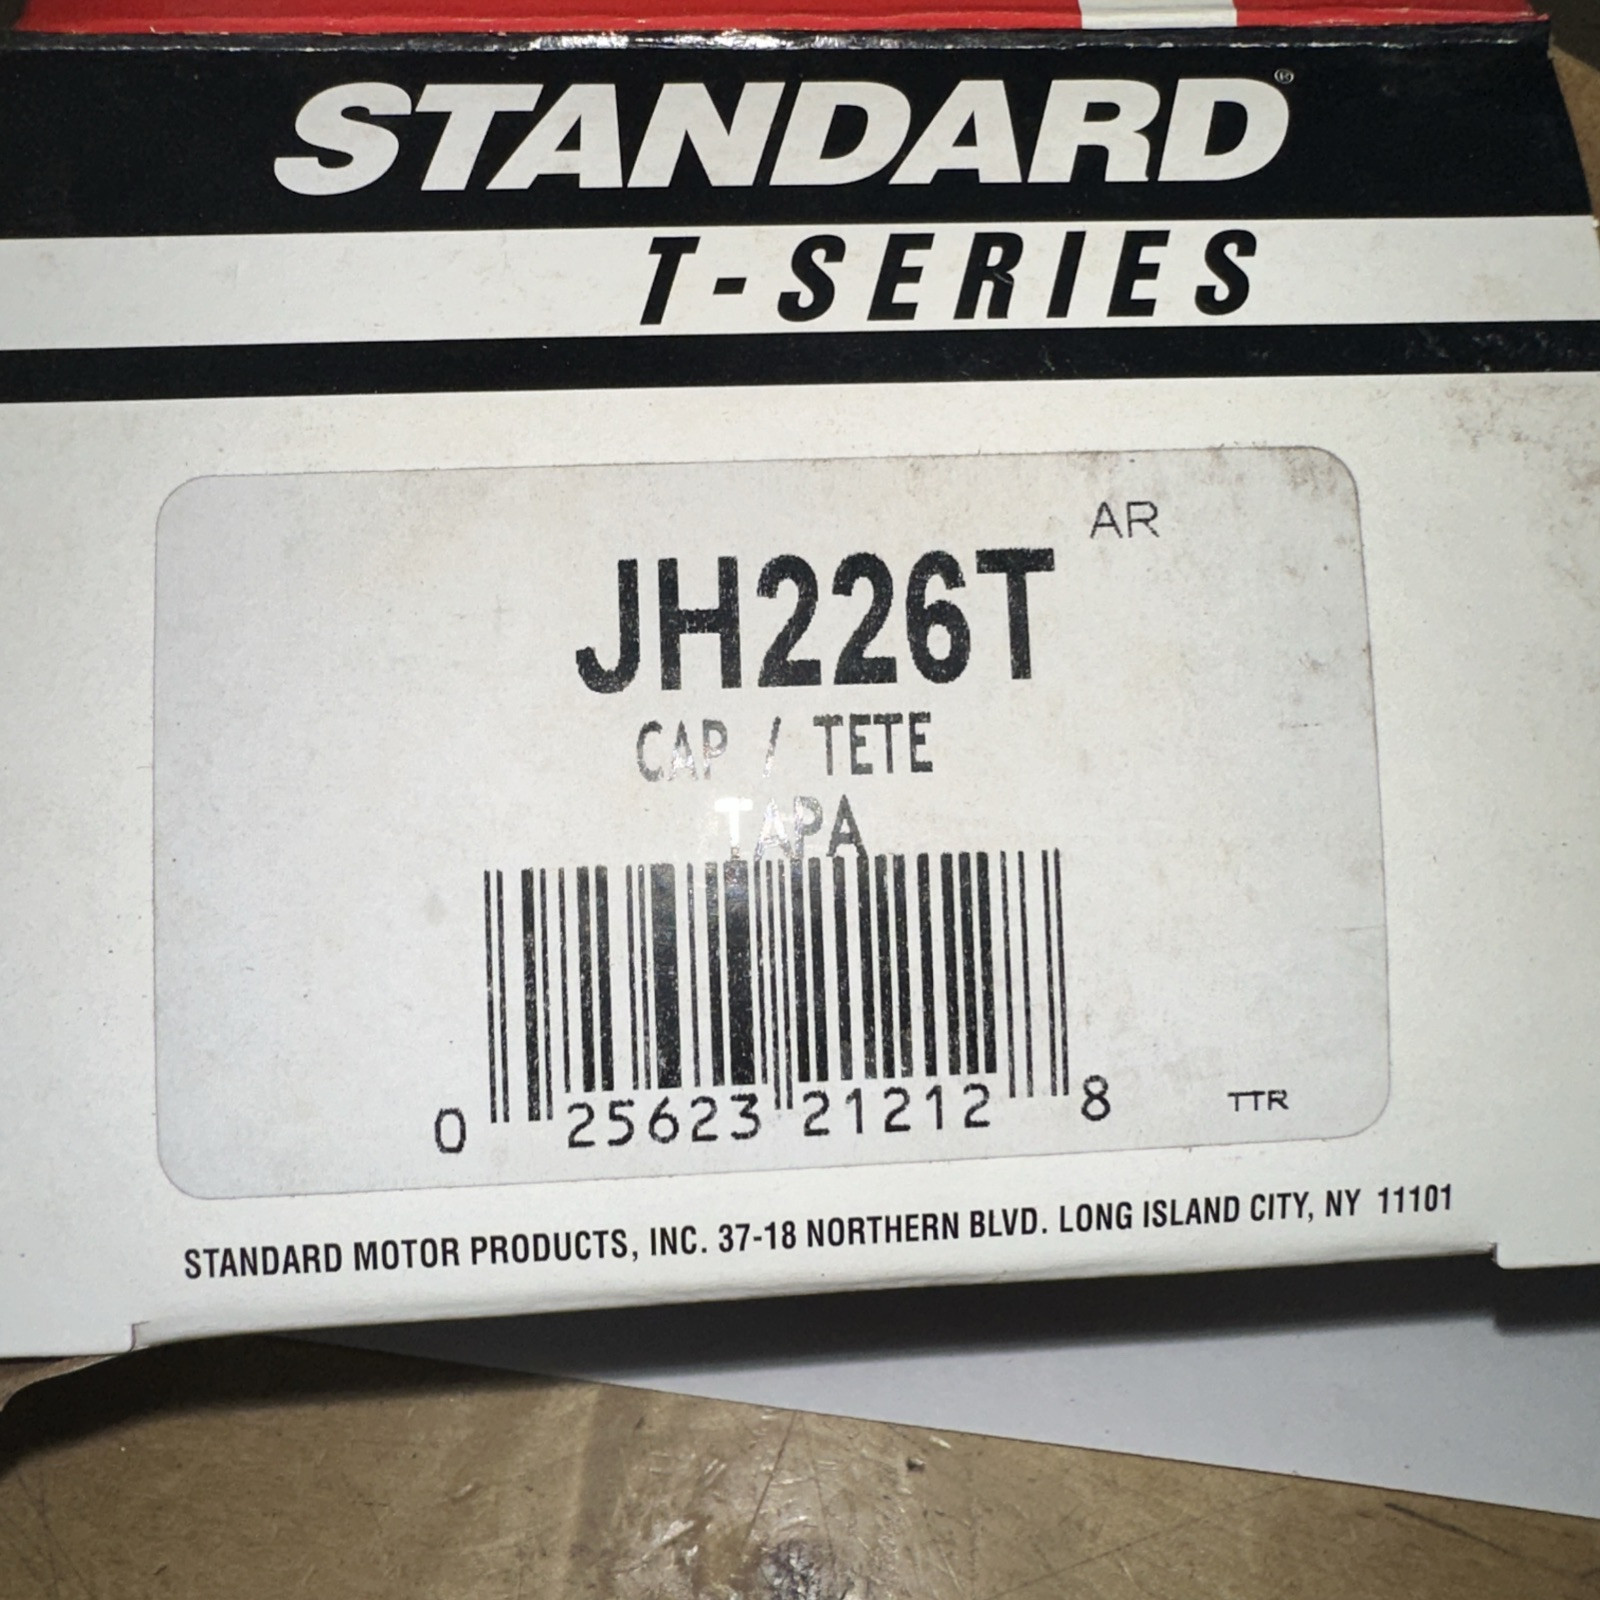 STANDARD®
T-SERIES
AR
JH226T
CAP / TETE
TAPA
0 25623 21212 8
TTR
STANDARD MOTOR PRODUCTS, INC. 37-18 NORTHERN BLVD. LONG ISLAND CITY, NY 11101